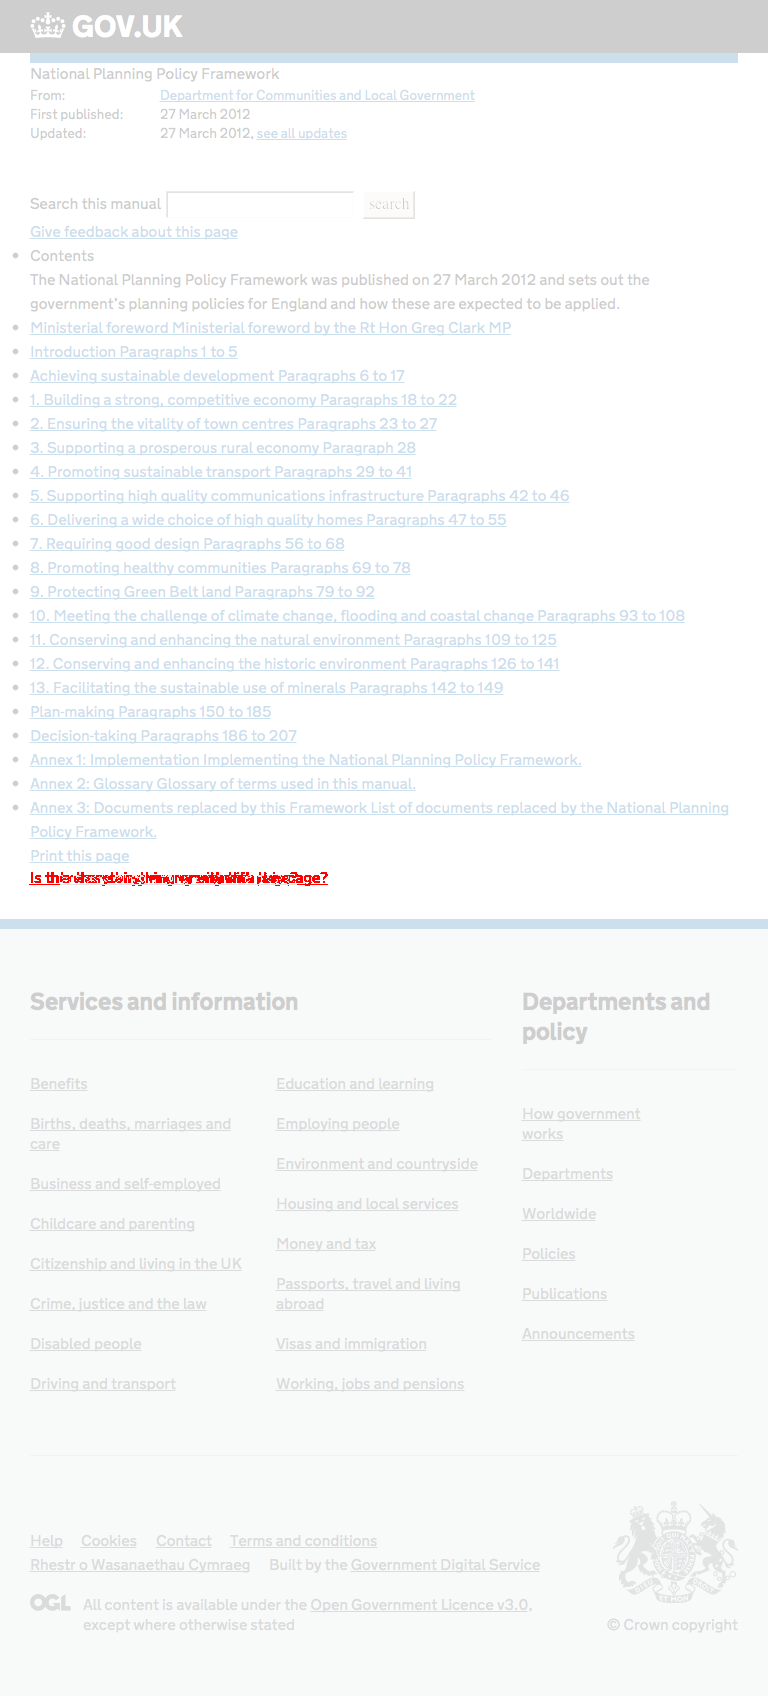 GOV.UK
National Planning Policy Framework
From: Department for Communities and Local Government
First published: 27 March 2012
Updated: 27 March 2012, see all updates
Search this manual search
Give feedback about this page
Contents
The National Planning Policy Framework was published on 27 March 2012 and sets out the
government's planning policies for England and how these are expected to be applied.
Ministerial foreword Ministerial foreword by the Rt Hon Greg Clark MP
Introduction Paragraphs 1 to 5
Achieving sustainable development Paragraphs 6 to 17
1. Building a strong, competitive economy Paragraphs 18 to 22
2. Ensuring the vitality of town centres Paragraphs 23 to 27
3. Supporting a prosperous rural economy Paragraph 28
4. Promoting sustainable transport Paragraphs 29 to 41
5. Supporting high quality communications infrastructure Paragraphs 42 to 46
6. Delivering a wide choice of high quality homes Paragraphs 47 to 55
7. Requiring good design Paragraphs 56 to 68
8. Promoting healthy communities Paragraphs 69 to 78
9. Protecting Green Belt land Paragraphs 79 to 92
10. Meeting the challenge of climate change, flooding and coastal change Paragraphs 93 to 108
11. Conserving and enhancing the natural environment Paragraphs 109 to 125
12. Conserving and enhancing the historic environment Paragraphs 126 to 141
13. Facilitating the sustainable use of minerals Paragraphs 142 to 149
Plan-making Paragraphs 150 to 185
Decision-taking Paragraphs 186 to 207
Annex 1: Implementation Implementing the National Planning Policy Framework.
Annex 2: Glossary Glossary of terms used in this manual.
Annex 3: Documents replaced by this Framework List of documents replaced by the National Planning
Policy Framework.
Print this page
Is
Services and information
Benefits
Births, deaths, marriages and
care
Business and self-employed
Childcare and parenting
Citizenship and living in the UK
Crime, justice and the law
Disabled people
Driving and transport
Education and learning
Employing people
Environment and countryside
Housing and local services
Money and tax
Passports, travel and living
abroad
Visas and immigration
Working, jobs and pensions
Departments and
policy
How government
works
Departments
Worldwide
Policies
Publications
Announcements
Help Cookies Contact Terms and conditions
Rhestr o Wasanaethau Cymraeg Built by the Government Digital Service
OGL All content is available under the Open Government Licence v3.0,
except where otherwise stated
© Crown copyright